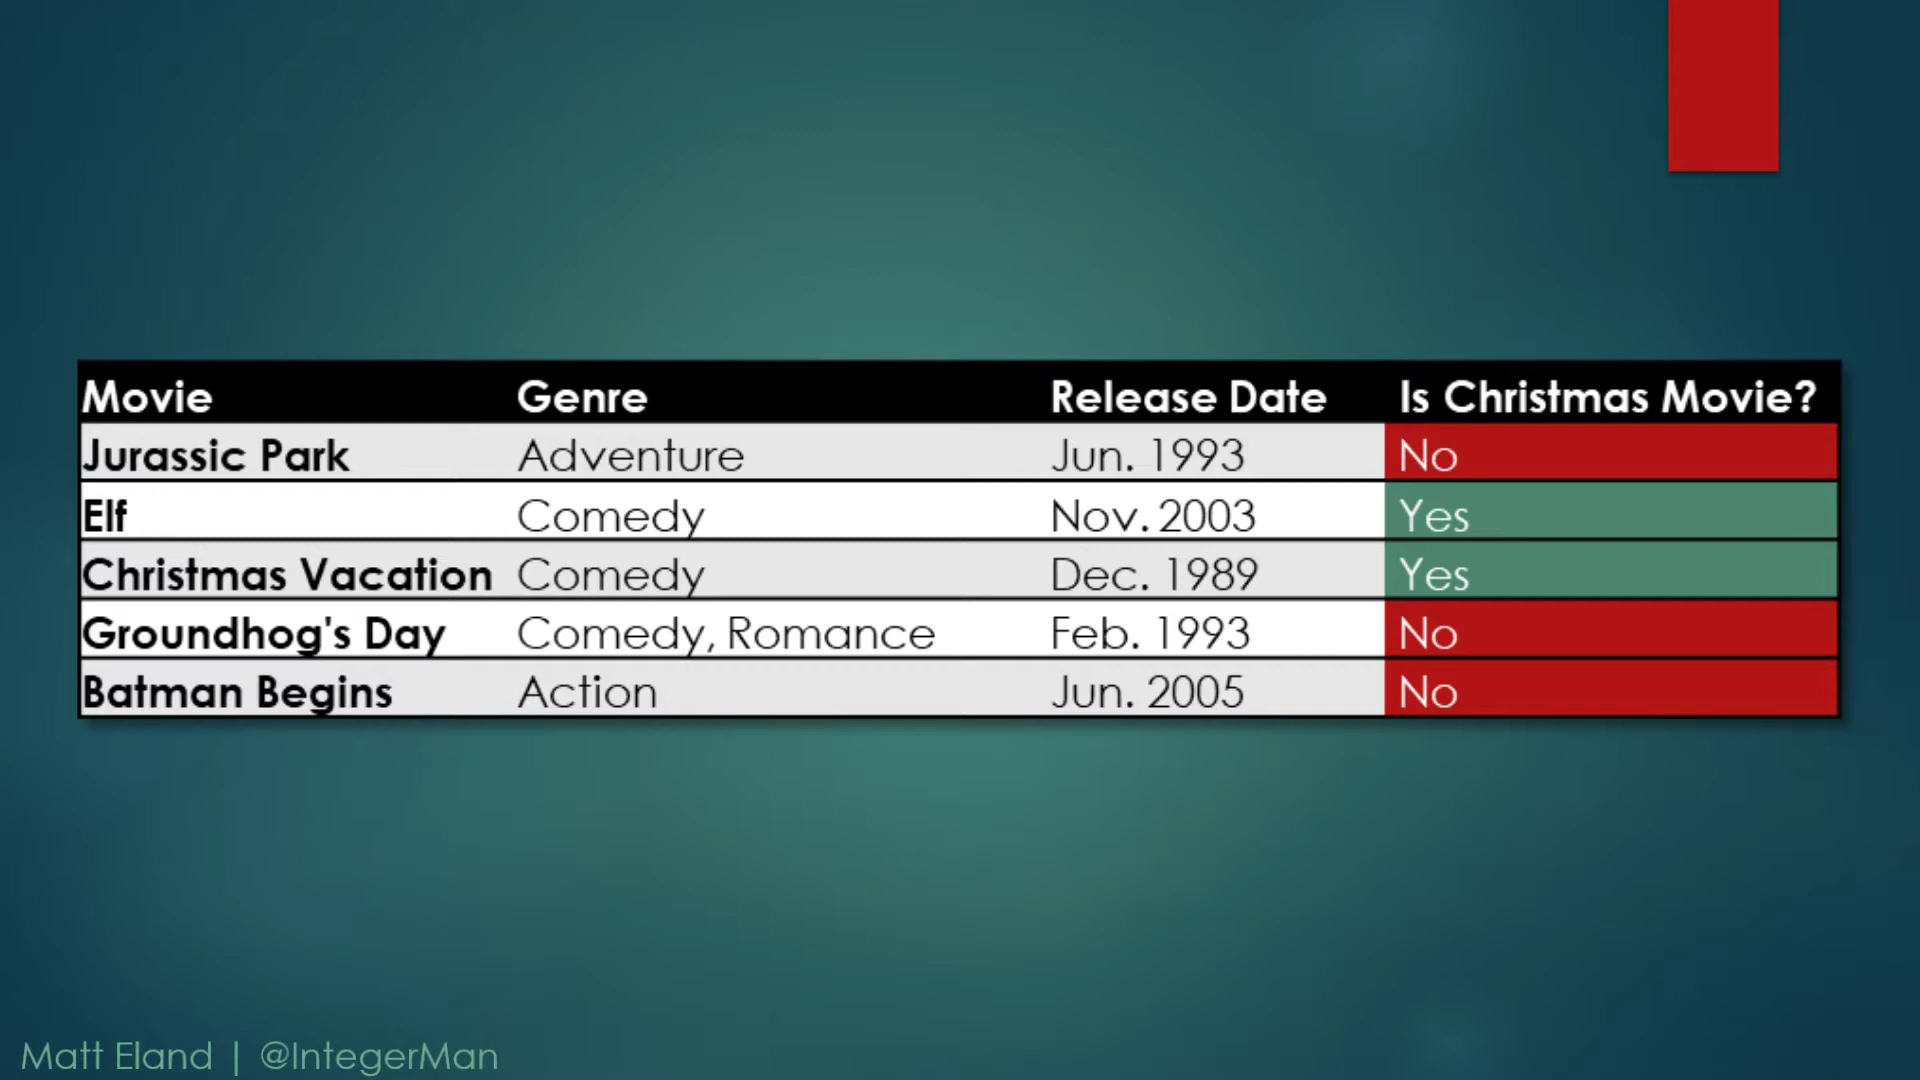 Movie Genre Release Date Is Christmas Movie?
Jurassic Park Adventure Jun. 1993 No
Elf Comedy Nov. 2003 Yes
Christmas Vacation Comedy Dec. 1989 Yes
Groundhog's Day Comedy, Romance Feb. 1993 No
Batman Begins Action Jun. 2005 No
Matt Eland | @IntegerMan